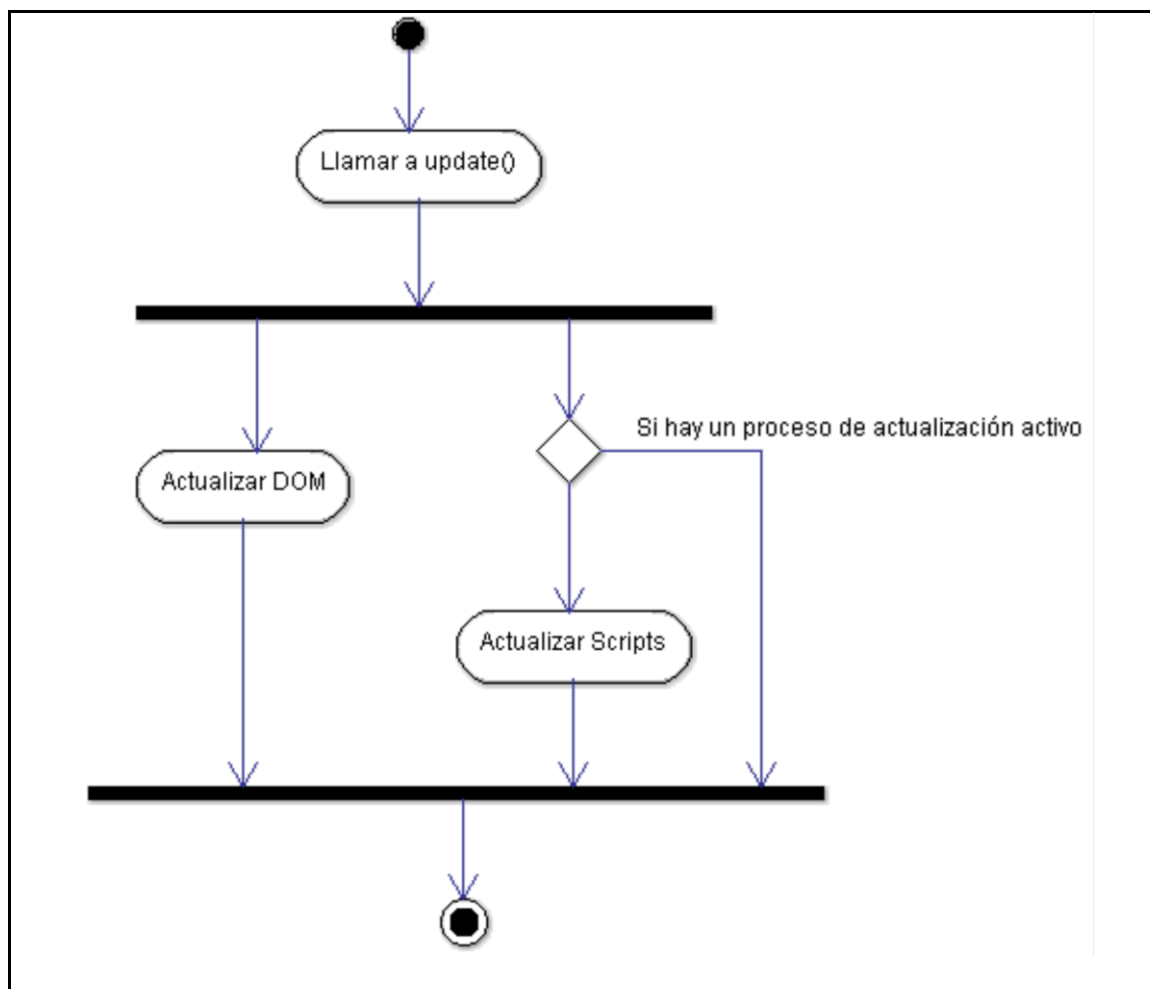 Llamar a update()
Si hay un proceso de actualización activo
Actualizar DOM
Actualizar Scripts